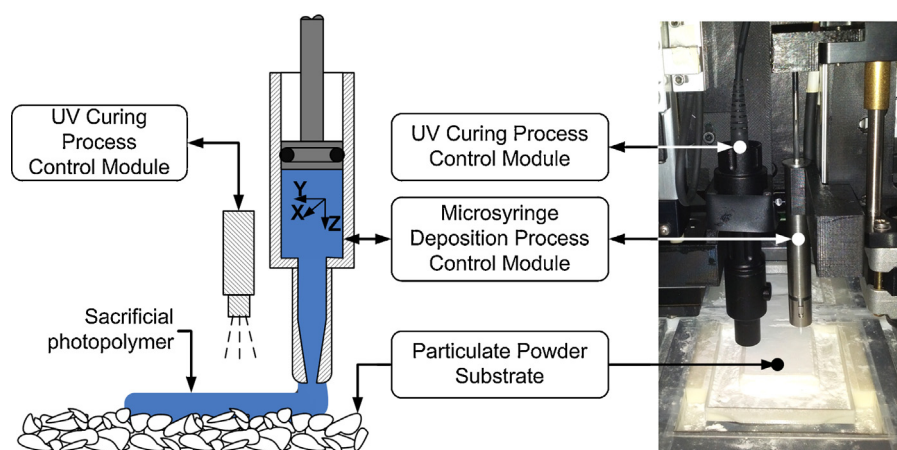 UV Curing
Process
Control Module
UV Curing Process
Control Module
Y
X
Z
Microsyringe
Deposition Process
Control Module
Sacrificial
photopolymer
Particulate Powder
Substrate